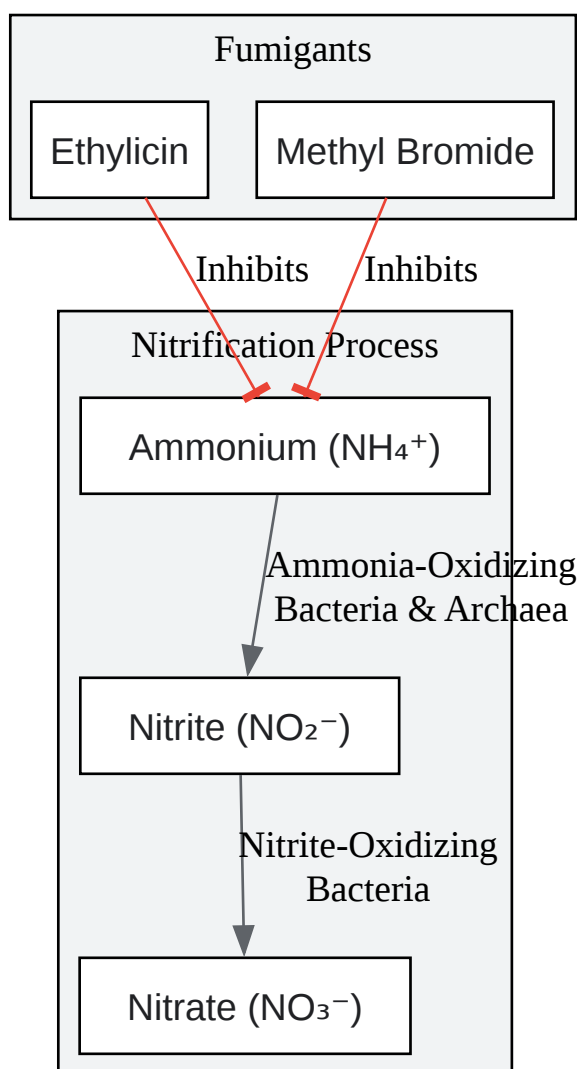 Fumigants
Ethylicin
Methyl Bromide
Inhibits
Inhibits
Nitrification Process
Ammonium (NH₄⁺)
Ammonia-Oxidizing
Bacteria & Archaea
Nitrite (NO₂⁻)
Nitrite-Oxidizing
Bacteria
Nitrate (NO₃⁻)